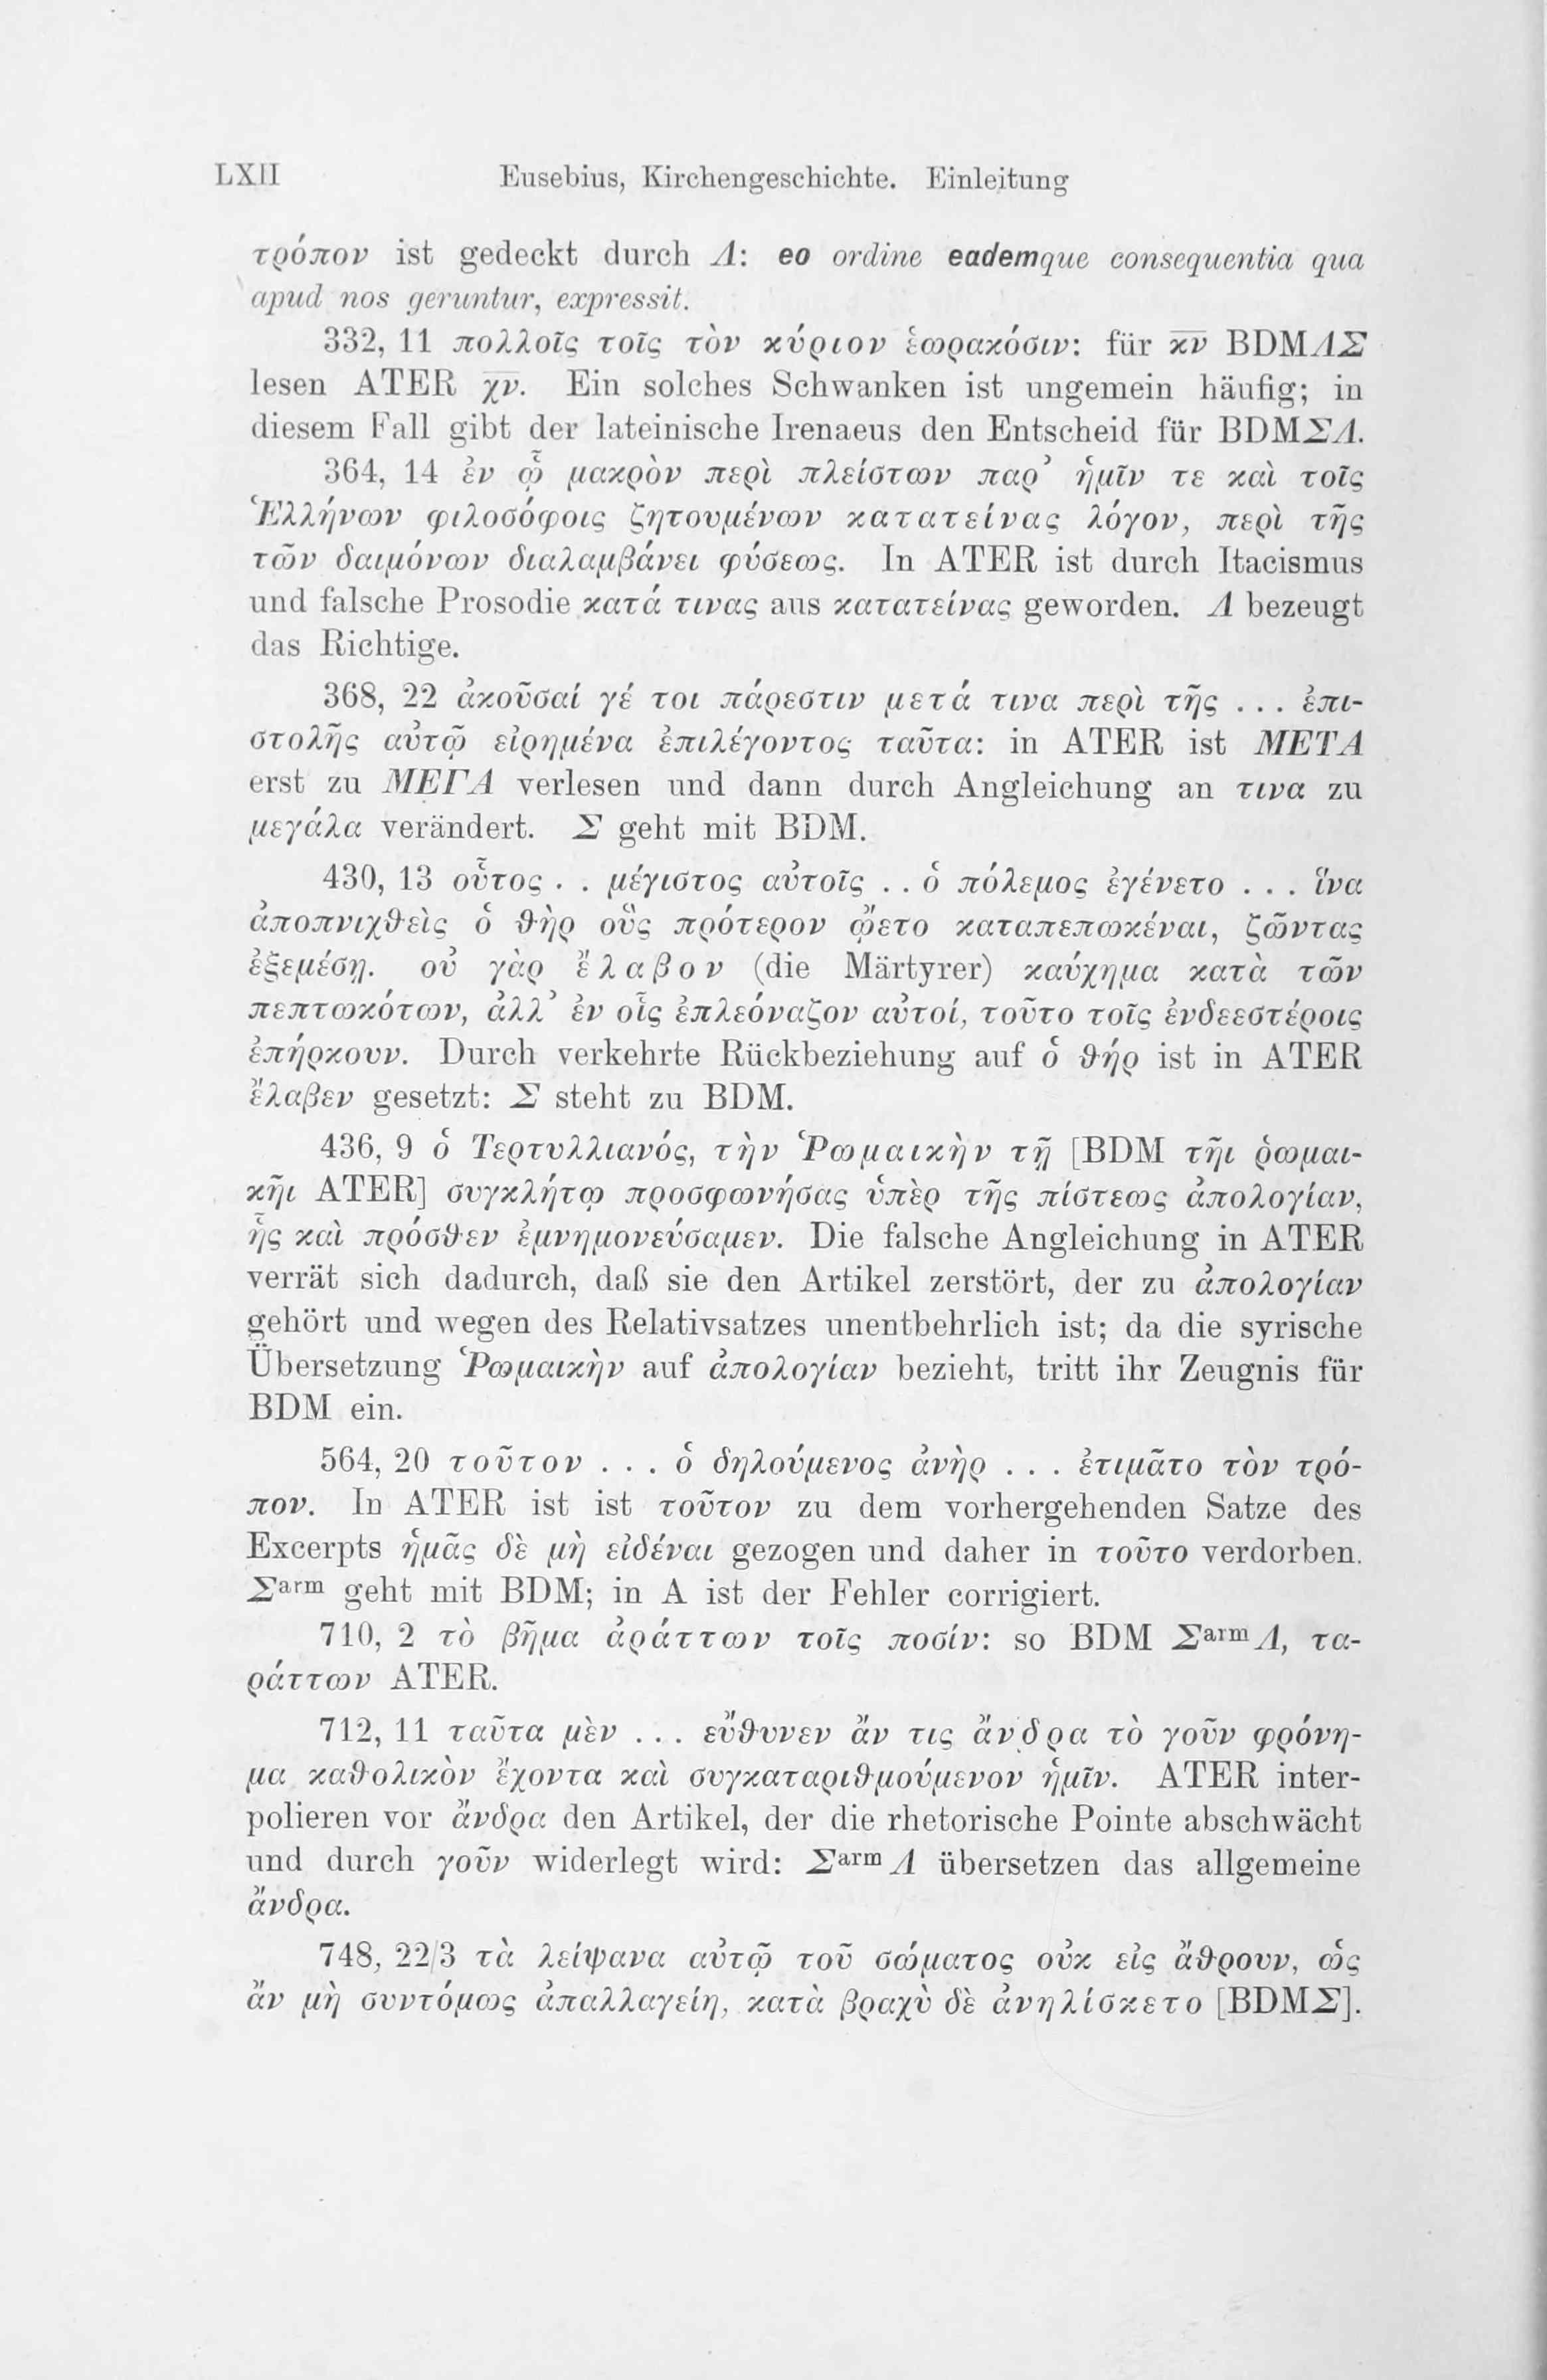 LXII Eusebius, Kirchengeschichte. Einleitung
τρόπον ist gedeckt durch Λ: eo ordine eademque consequentia qua
apud nos geruntur, expressit.
332, 11 πολλοῖς τοῖς τὸν κύριον ἑωρακόσιν: für κ̅ν̅ BDMΛΣ
lesen ATER χ̅ν̅. Ein solches Schwanken ist ungemein häufig; in
diesem Fall gibt der lateinische Irenaeus den Entscheid für BDMΣΛ.
364, 14 ἐν ᾧ μακρὸν περὶ πλείστων παρ’ ἡμῖν τε καὶ τοῖς
Ἑλλήνων φιλοσόφοις ζητουμένων κατατείνας λόγον, περὶ τῆς
τῶν δαιμόνων διαλαμβάνει φύσεως. In ATER ist durch Itacismus
und falsche Prosodie κατά τινας aus κατατείνας geworden. Λ bezeugt
das Richtige.
368, 22 ἀκοῦσαί γέ τοι πάρεστιν μετά τινα περὶ τῆς ... ἐπι-
στολῆς αὐτῷ εἰρημένα ἐπιλέγοντος ταῦτα: in ATER ist ΜΕΤΑ
erst zu ΜΕΓΑ verlesen und dann durch Angleichung an τινα zu
μεγάλα verändert. Σ geht mit BDM.
430, 13 οὗτος . . μέγιστος αὐτοῖς . . ὁ πόλεμος ἐγένετο ... ἵνα
ἀποπνιχθεὶς ὁ θὴρ οὓς πρότερον ᾤετο καταπεπωκέναι, ζῶντας
ἐξεμέσῃ. οὐ γὰρ ἔλαβον (die Märtyrer) καύχημα κατὰ τῶν
πεπτωκότων, ἀλλ’ ἐν οἷς ἐπλεόναζον αὐτοί, τοῦτο τοῖς ἐνδεεστέροις
ἐπήρκουν. Durch verkehrte Rückbeziehung auf ὁ θήρ ist in ATER
ἔλαβεν gesetzt: Σ steht zu BDM.
436, 9 ὁ Τερτυλλιανός, τὴν Ῥωμαικὴν τῇ [BDM τῆι ῥωμαι-
κῆι ATER] συγκλήτῳ προσφωνήσας ὑπὲρ τῆς πίστεως ἀπολογίαν,
ἧς καὶ πρόσθεν ἐμνημονεύσαμεν. Die falsche Angleichung in ATER
verrät sich dadurch, daß sie den Artikel zerstört, der zu ἀπολογίαν
gehört und wegen des Relativsatzes unentbehrlich ist; da die syrische
Übersetzung Ῥωμαικὴν auf ἀπολογίαν bezieht, tritt ihr Zeugnis für
BDM ein.
564, 20 τοῦτον ... ὁ δηλούμενος ἀνὴρ ... ἐτιμᾶτο τὸν τρό-
πον. In ATER ist ist τοῦτον zu dem vorhergehenden Satze des
Excerpts ἡμᾶς δὲ μὴ εἰδέναι gezogen und daher in τοῦτο verdorben.
Σarm geht mit BDM; in A ist der Fehler corrigiert.
710, 2 τὸ βῆμα ἀράττων τοῖς ποσίν: so BDM Σarm Λ, τα-
ράττων ATER.
712, 11 ταῦτα μὲν ... εὔθυνεν ἄν τις ἄνδρα τὸ γοῦν φρόνη-
μα καθολικὸν ἔχοντα καὶ συγκαταριθμούμενον ἡμῖν. ATER inter-
polieren vor ἄνδρα den Artikel, der die rhetorische Pointe abschwächt
und durch γοῦν widerlegt wird: Σarm Λ übersetzen das allgemeine
ἄνδρα.
748, 22/3 τὰ λείψανα αὐτῷ τοῦ σώματος οὐκ εἰς ἄθρουν, ὡς
ἂν μὴ συντόμως ἀπαλλαγείη, κατὰ βραχὺ δὲ ἀνηλίσκετο [BDMΣ].